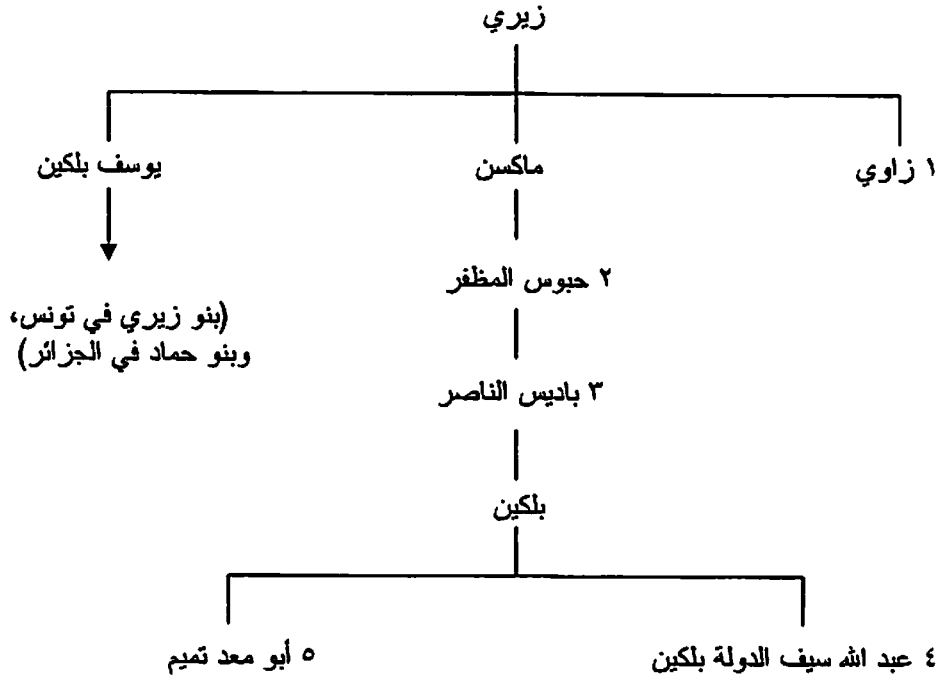 زيري
١ زاوي
ماكسن
يوسف بلكين
٢ حبوس المظفر
(بنو زيري في تونس،
وبنو حماد في الجزائر)
٣ باديس الناصر
بلكين
٤ عبد الله سيف الدولة بلكين
٥ أبو معد تميم